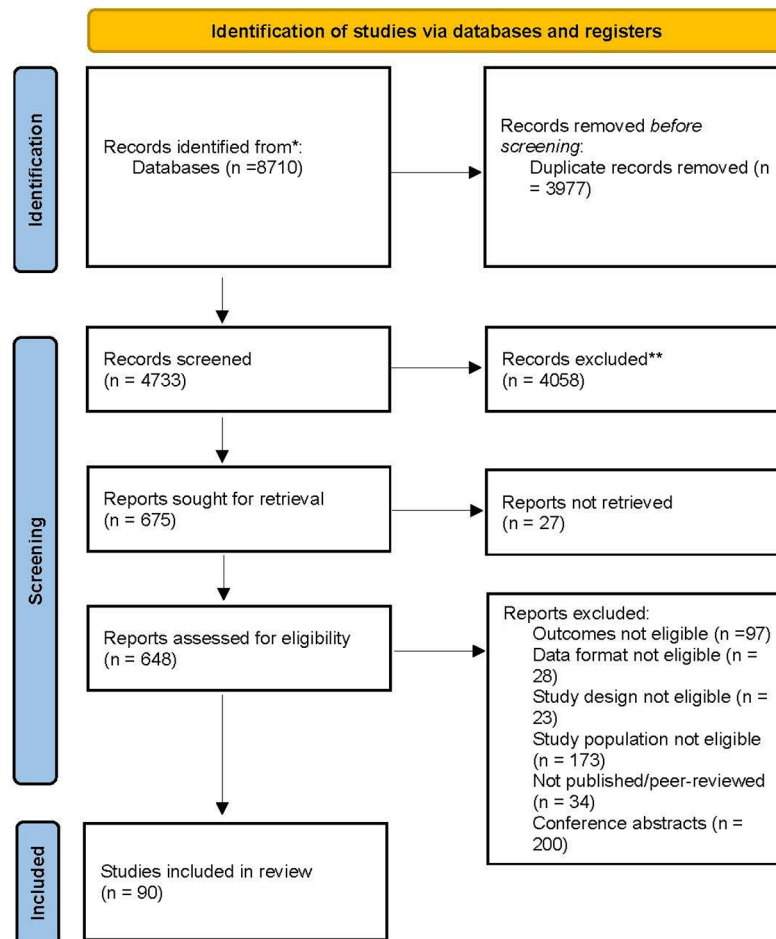 Identification of studies via databases and registers
Identification
Records identified from*:
Databases (n =8710)
Records removed before
screening:
Duplicate records removed (n
= 3977)
Screening
Records screened
(n = 4733)
Records excluded**
(n = 4058)
Reports sought for retrieval
(n = 675)
Reports not retrieved
(n = 27)
Reports assessed for eligibility
(n = 648)
Reports excluded:
Outcomes not eligible (n =97)
Data format not eligible (n =
28)
Study design not eligible (n =
23)
Study population not eligible
(n = 173)
Not published/peer-reviewed
(n = 34)
Conference abstracts (n =
200)
Included
Studies included in review
(n = 90)